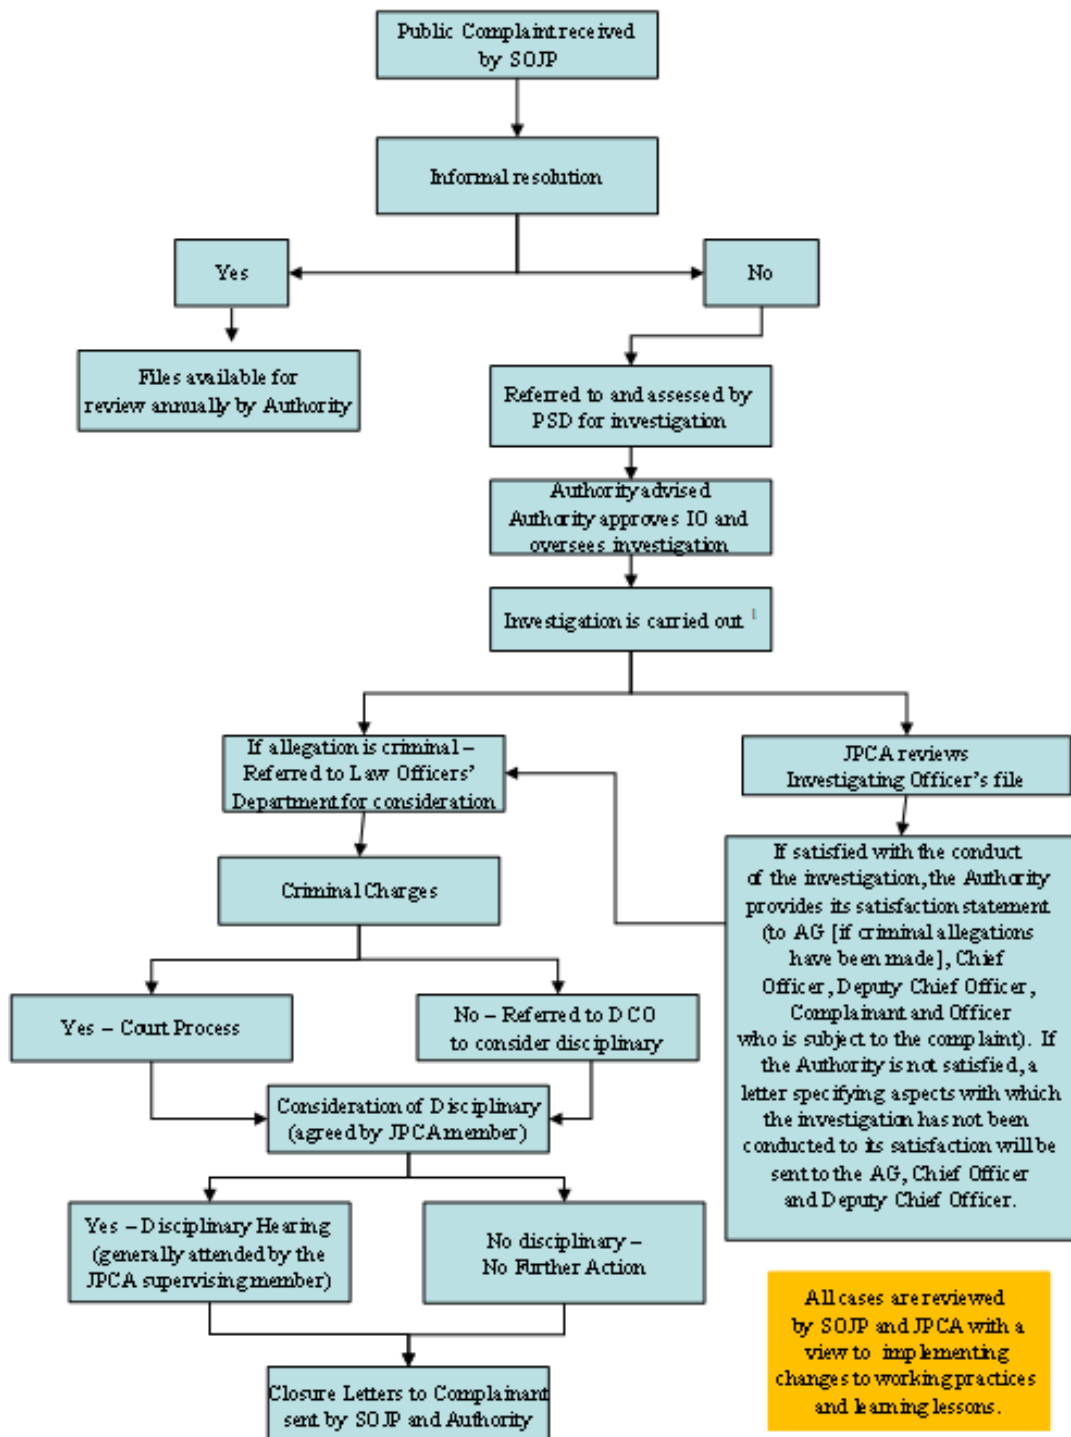 Public Complaint received
by SOJP
Informal resolution
Yes
No
Files available for
review annually by Authority
Referred to and assessed by
PSD for investigation
Authority advised
Authority approves IO and
oversees investigation
Investigation is carried out 1
If allegation is criminal –
Referred to Law Officers'
Department for consideration
JPCA reviews
Investigating Officer's file
Criminal Charges
If satisfied with the conduct
of the investigation, the Authority
provides its satisfaction statement
(to AG [if criminal allegations
have been made], Chief
Officer, Deputy Chief Officer,
Complainant and Officer
who is subject to the complaint). If
the Authority is not satisfied, a
letter specifying aspects with which
the investigation has not been
conducted to its satisfaction will be
sent to the AG, Chief Officer
and Deputy Chief Officer.
Yes – Court Process
No – Referred to DCO
to consider disciplinary
Consideration of Disciplinary
(agreed by JPCA member)
Yes – Disciplinary Hearing
(generally attended by the
JPCA supervising member)
No disciplinary –
No Further Action
Closure Letters to Complainant
sent by SOJP and Authority
All cases are reviewed
by SOJP and JPCA with a
view to implementing
changes to working practices
and learning lessons.